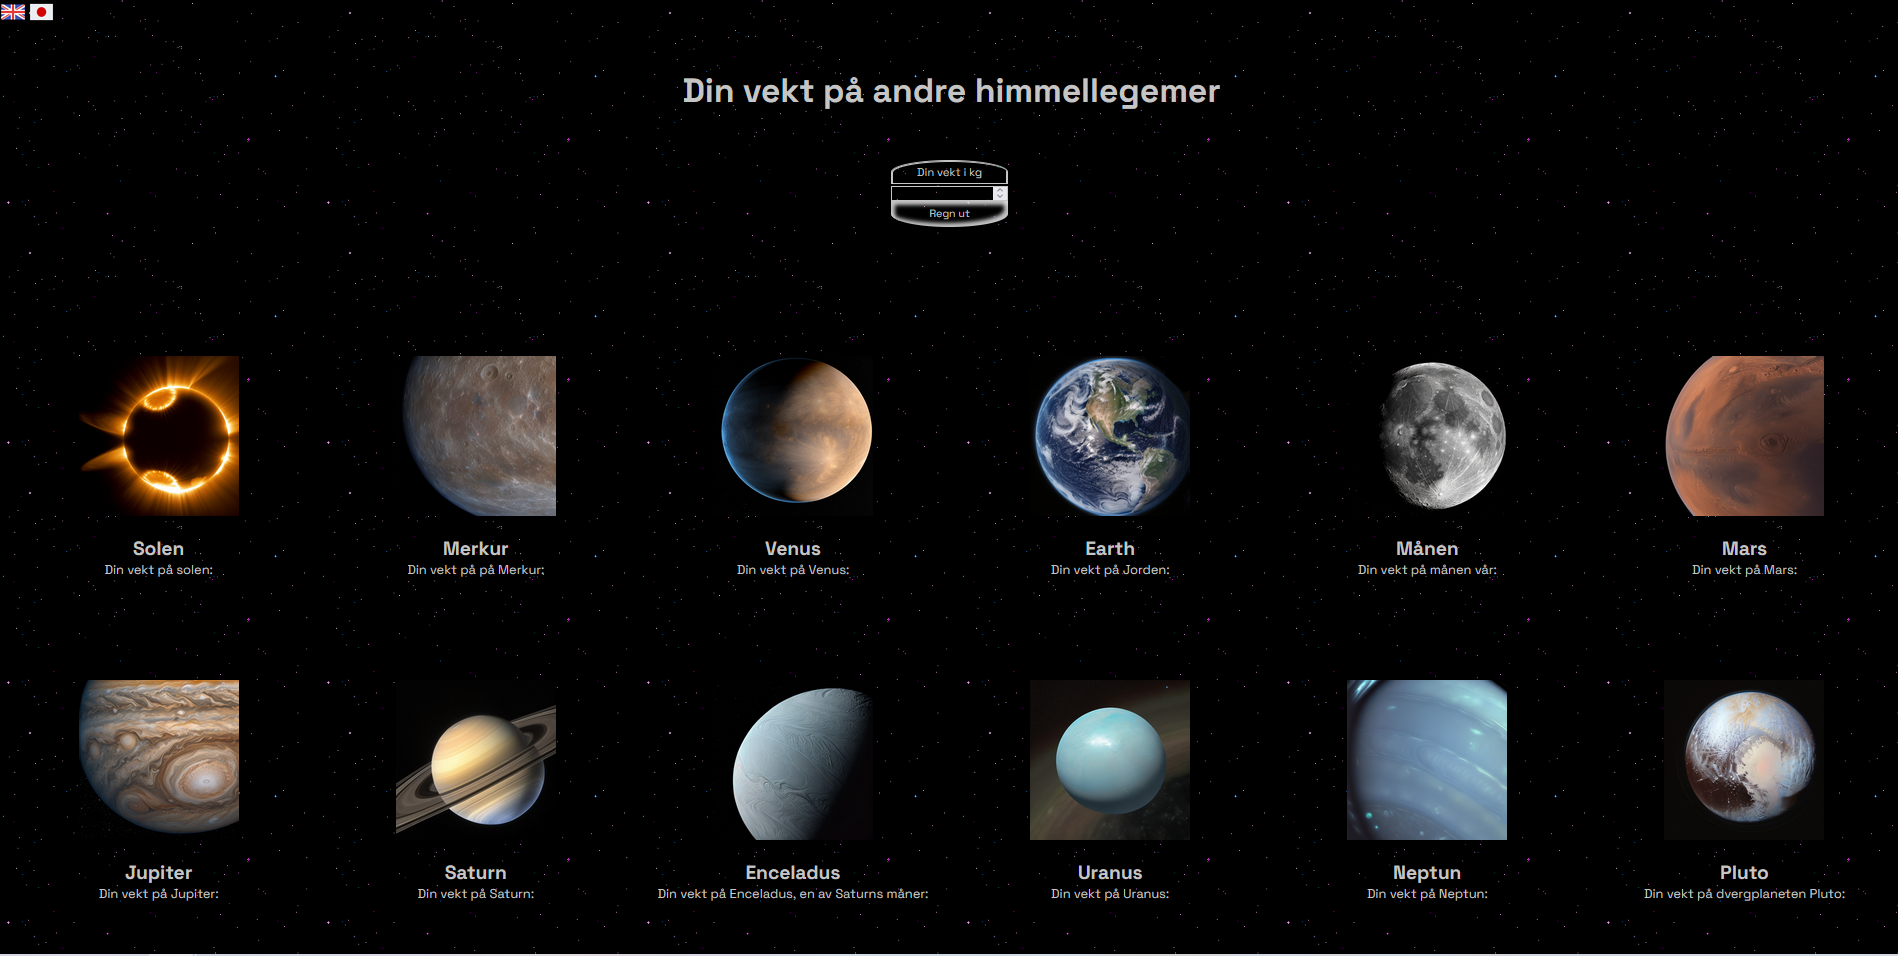 Din vekt på andre himmellegemer
Din vekt i kg
Regn ut
Solen
Din vekt på solen:
Merkur
Din vekt på på Merkur:
Venus
Din vekt på Venus:
Earth
Din vekt på Jorden:
Månen
Din vekt på månen vår:
Mars
Din vekt på Mars:
Jupiter
Din vekt på Jupiter:
Saturn
Din vekt på Saturn:
Enceladus
Din vekt på Enceladus, en av Saturns måner:
Uranus
Din vekt på Uranus:
Neptun
Din vekt på Neptun:
Pluto
Din vekt på dvergplaneten Pluto: